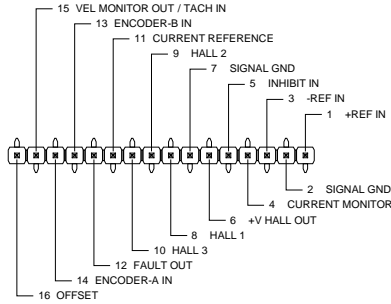 15 VEL MONITOR OUT / TACH IN
13 ENCODER-B IN
11 CURRENT REFERENCE
9 HALL 2
7 SIGNAL GND
5 INHIBIT IN
3 -REF IN
1 +REF IN
2 SIGNAL GND
4 CURRENT MONITOR
6 +V HALL OUT
8 HALL 1
10 HALL 3
12 FAULT OUT
14 ENCODER-A IN
16 OFFSET